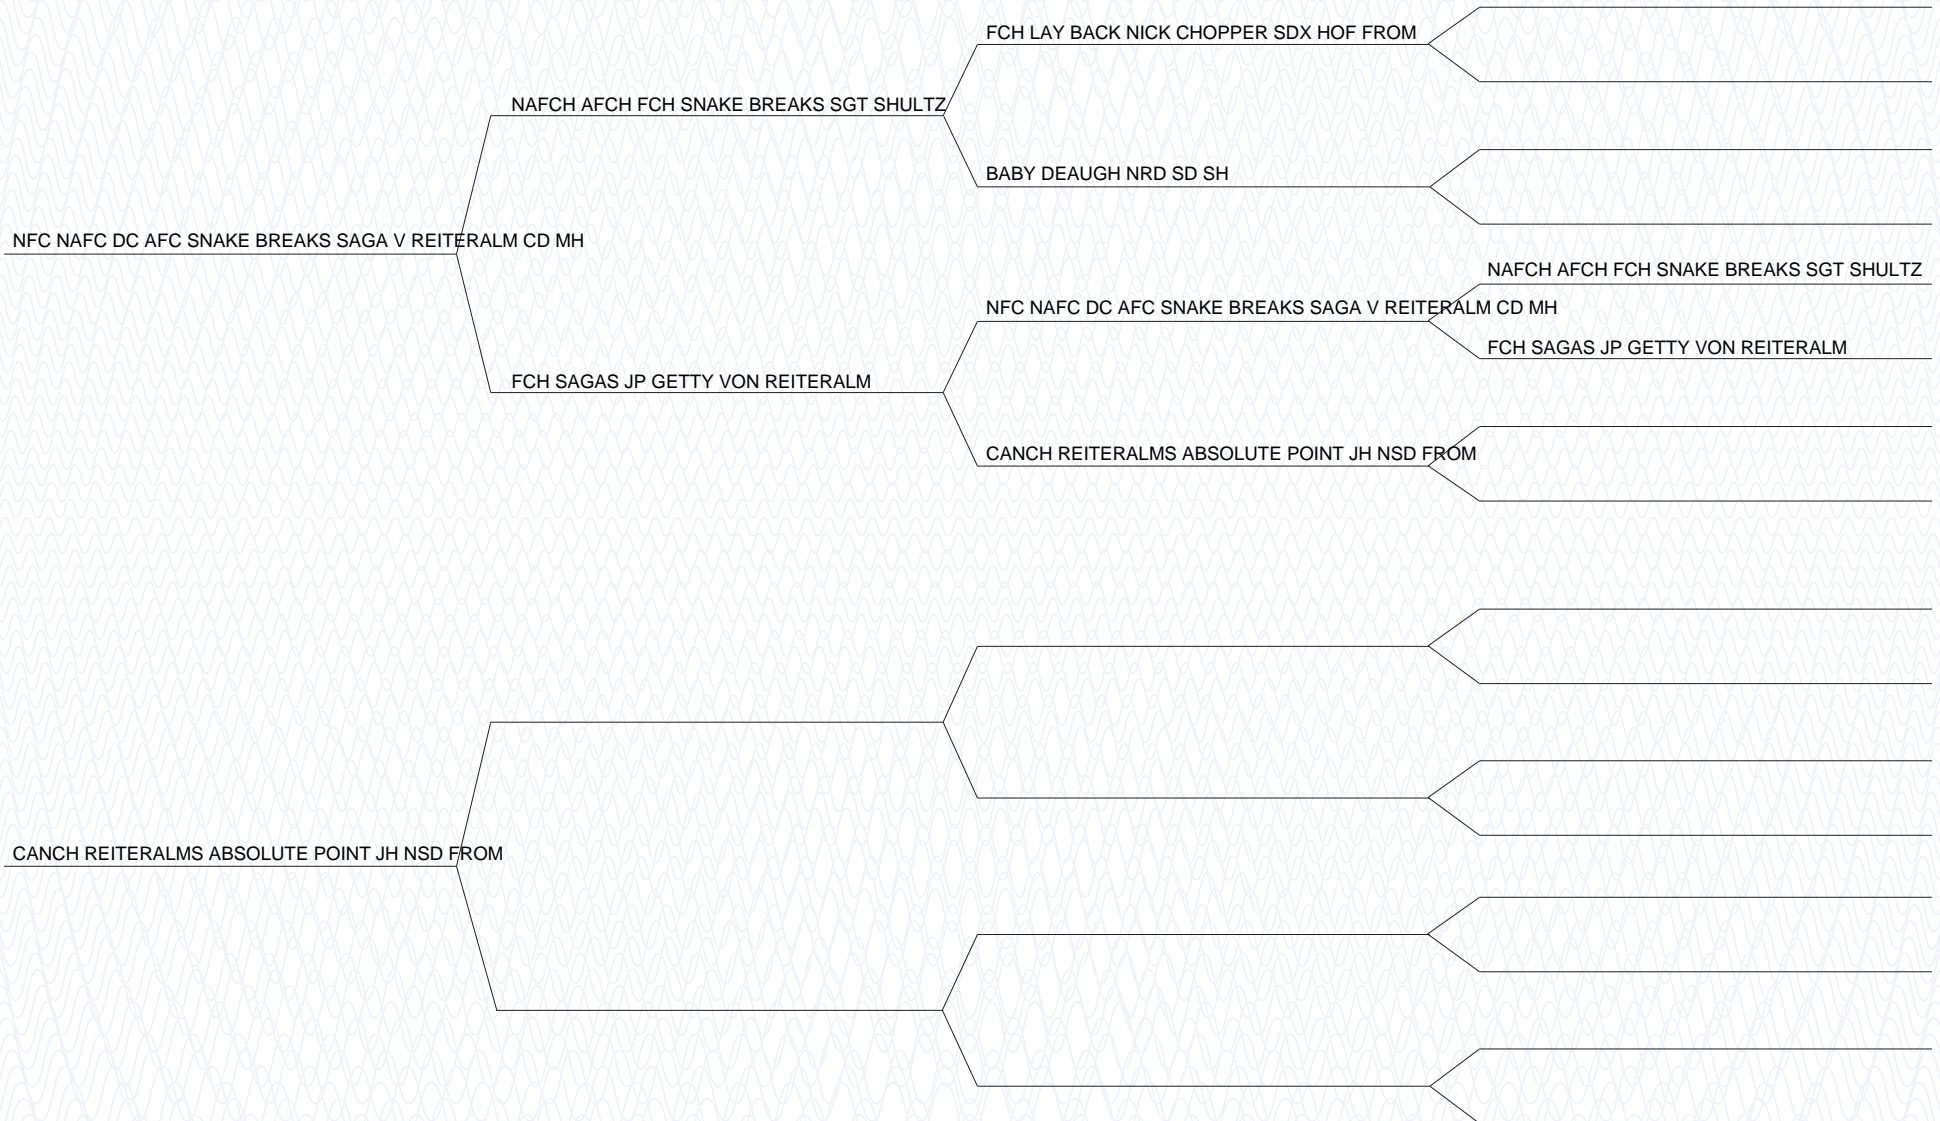 FCH LAY BACK NICK CHOPPER SDX HOF FROM
NAFCH AFCH FCH SNAKE BREAKS SGT SHULTZ
BABY DEAUGH NRD SD SH
NFC NAFC DC AFC SNAKE BREAKS SAGA V REITERALM CD MH
NAFCH AFCH FCH SNAKE BREAKS SGT SHULTZ
NFC NAFC DC AFC SNAKE BREAKS SAGA V REITERALM CD MH
FCH SAGAS JP GETTY VON REITERALM
FCH SAGAS JP GETTY VON REITERALM
CANCH REITERALMS ABSOLUTE POINT JH NSD FROM
CANCH REITERALMS ABSOLUTE POINT JH NSD FROM